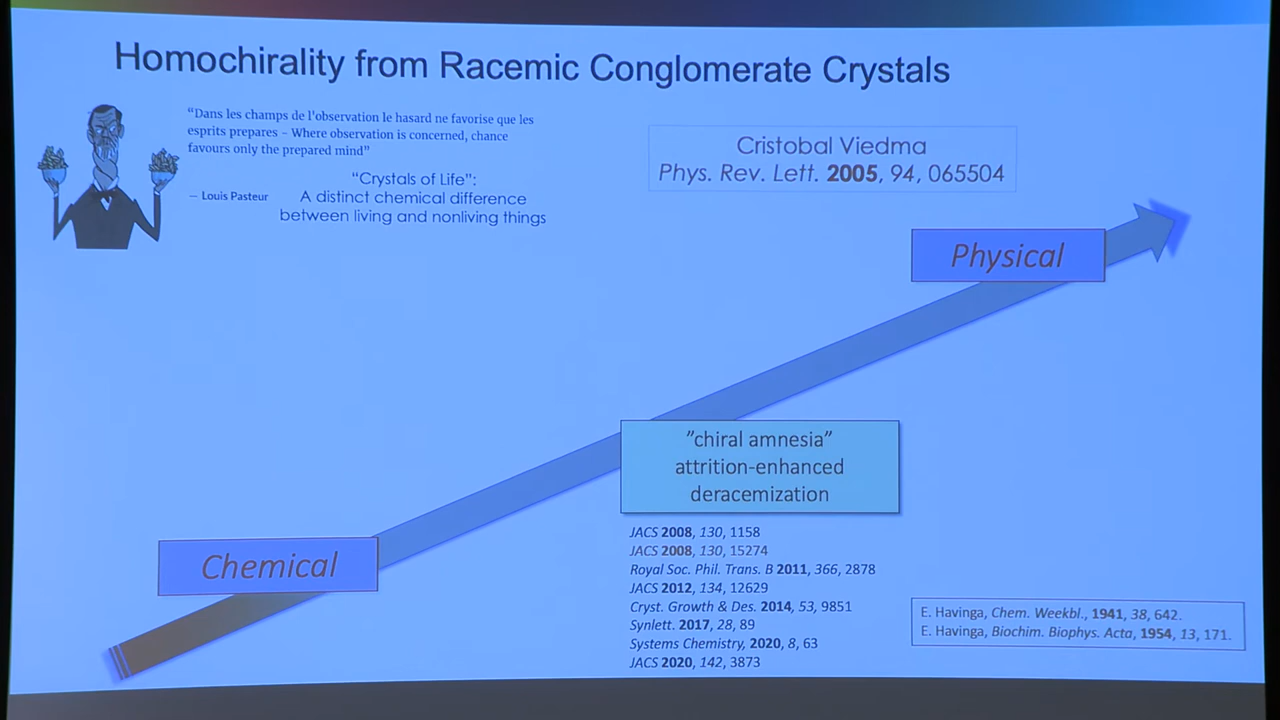 Homochirality from Racemic Conglomerate Crystals
“Dans les champs de l'observation le hasard ne favorise que les
esprits prepares – Where observation is concerned, chance
favours only the prepared mind”
— Louis Pasteur
“Crystals of Life”:
A distinct chemical difference
between living and nonliving things
Cristobal Viedma
Phys. Rev. Lett. 2005, 94, 065504
Physical
”chiral amnesia”
attrition-enhanced
deracemization
Chemical
JACS 2008, 130, 1158
JACS 2008, 130, 15274
Royal Soc. Phil. Trans. B 2011, 366, 2878
JACS 2012, 134, 12629
Cryst. Growth & Des. 2014, 53, 9851
Synlett. 2017, 28, 89
Systems Chemistry, 2020, 8, 63
JACS 2020, 142, 3873
E. Havinga, Chem. Weekbl., 1941, 38, 642.
E. Havinga, Biochim. Biophys. Acta, 1954, 13, 171.